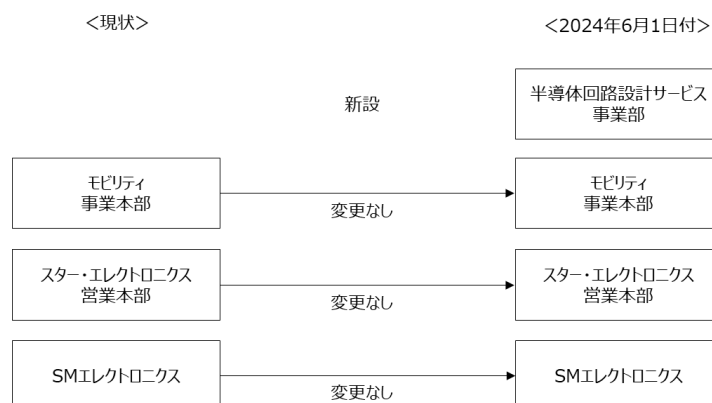 ＜現状＞
＜2024年6月1日付＞
新設
半導体回路設計サービス
事業部
モビリティ
事業本部
変更なし
モビリティ
事業本部
スター・エレクトロニクス
営業本部
変更なし
スター・エレクトロニクス
営業本部
SMエレクトロニクス
変更なし
SMエレクトロニクス